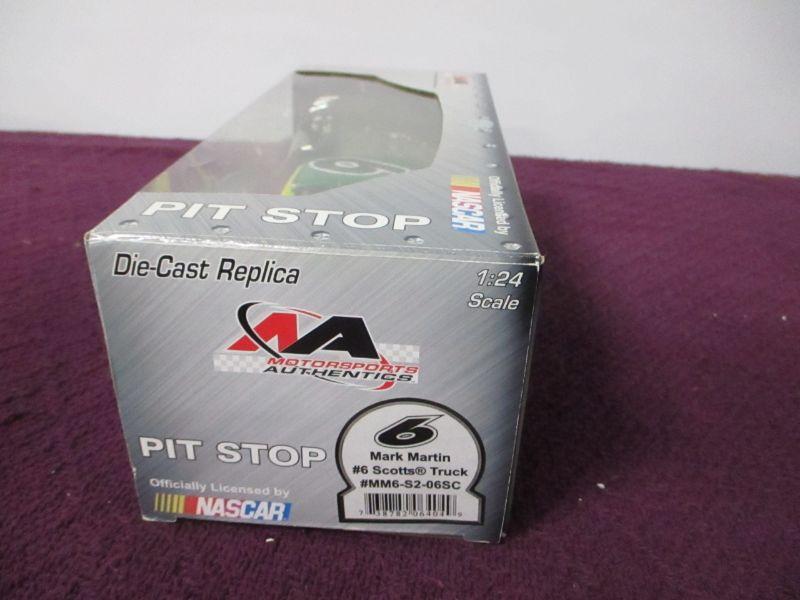 PIT STOP
Officially Licensed by
NASCAR
Die-Cast Replica
1:24
Scale
MOTORSPORTS
AUTHENTICS
PIT STOP
Officially Licensed by
NASCAR
6
Mark Martin
#6 Scotts® Truck
#MM6-S2-06SC